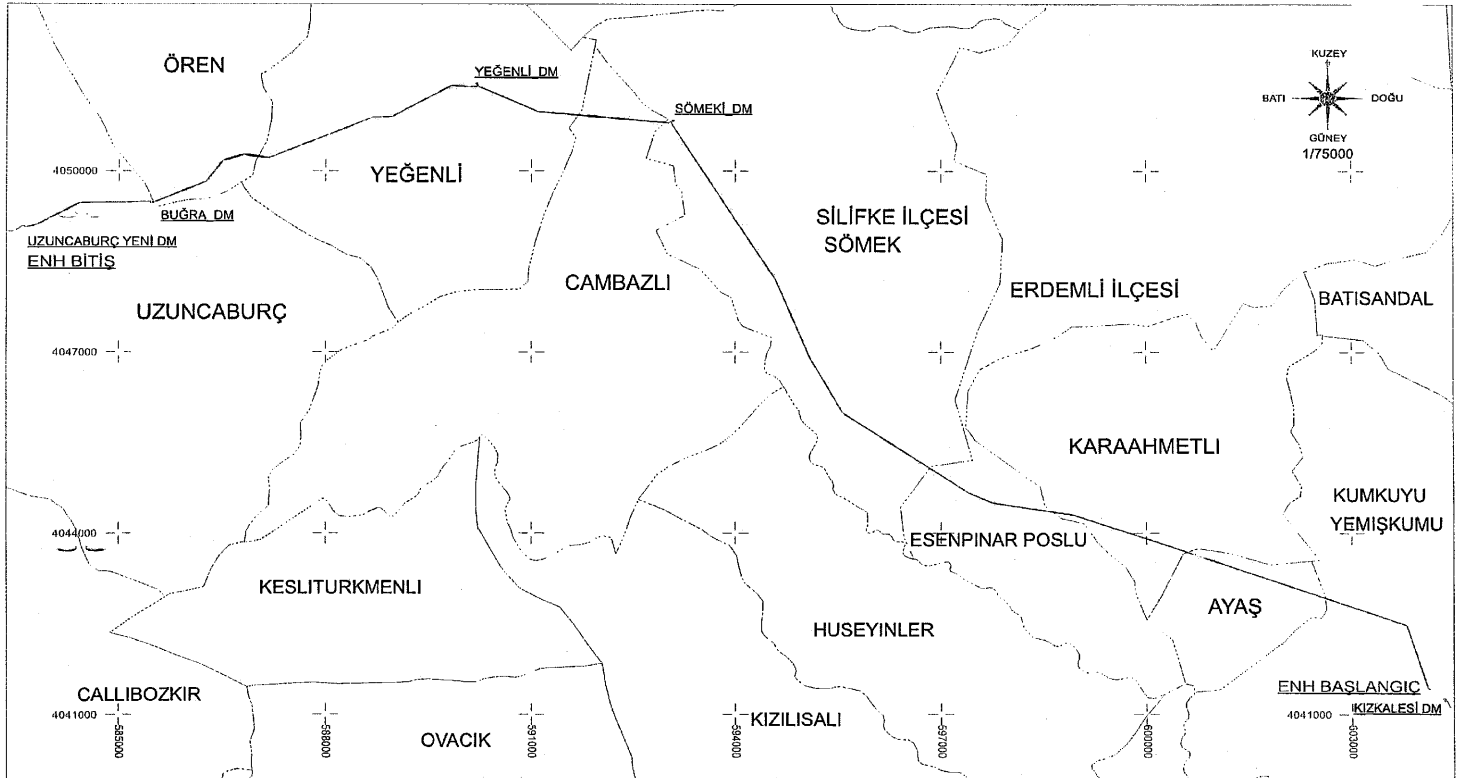 ÖREN
YEĞENLİ_DM
SÖMEKİ_DM
KUZEY
BATI
DOĞU
GÜNEY
1/75000
4050000
YEĞENLİ
BUĞRA_DM
SİLİFKE İLÇESİ
SÖMEK
UZUNCABURÇ YENİ DM
ENH BİTİŞ
CAMBAZLI
ERDEMLİ İLÇESİ
BATISANDAL
UZUNCABURÇ
4047000
KARAAHMETLI
KUMKUYU
YEMIŞKUMU
4044000
ESENPINAR POSLU
KESLITURKMENLI
AYAŞ
HUSEYINLER
CALLIBOZKIR
ENH BAŞLANGIÇ
KIZKALESİ DM
4041000
585000
588000
OVACIK
591000
594000
KIZILISALI
597000
600000
4041000
603000